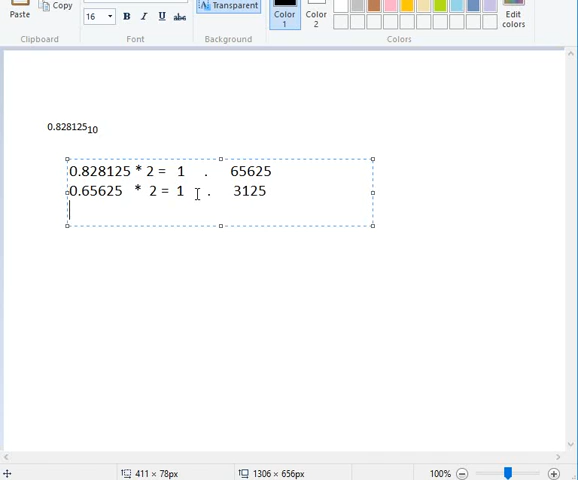 Paste
Copy
16
B I U abc
Transparent
Color 1
Color 2
Edit colors
Clipboard
Font
Background
Colors
0.828125₁₀
0.828125 * 2 = 1 . 65625
0.65625 * 2 = 1 . 3125
411 × 78px
1306 × 656px
100%